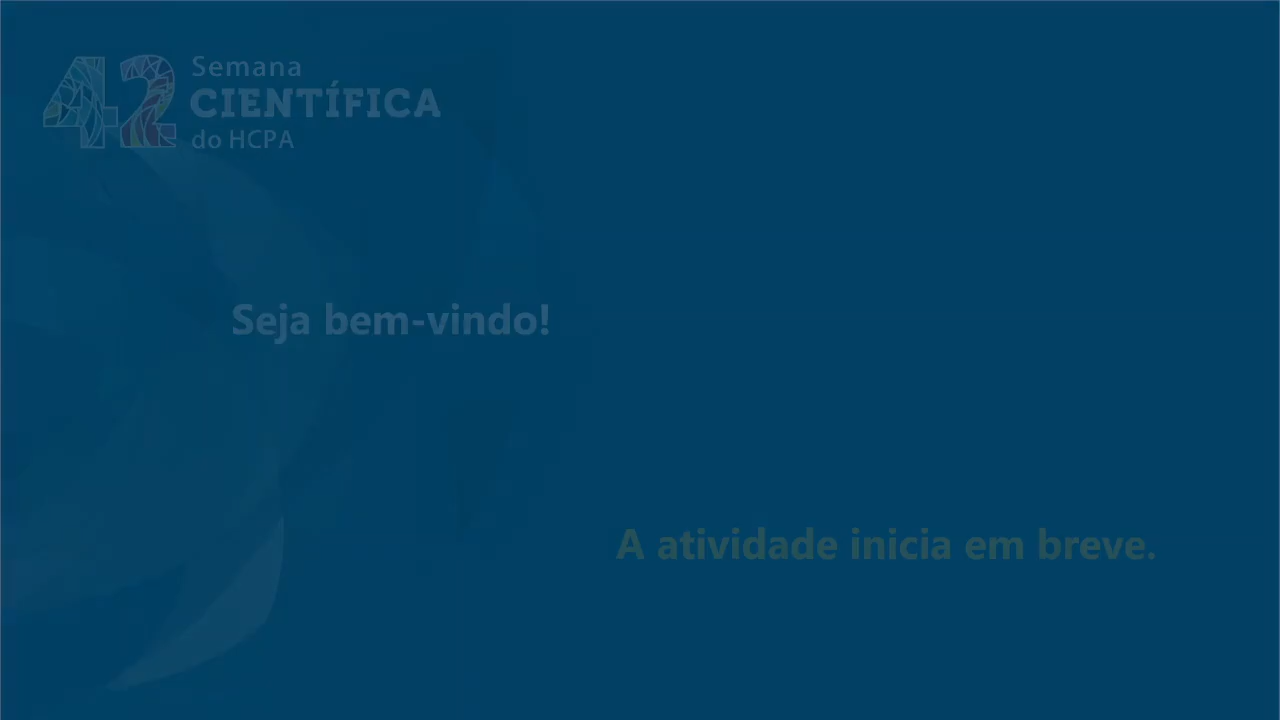 42 Semana
CIENTÍFICA
do HCPA
Seja bem-vindo!
A atividade inicia em breve.